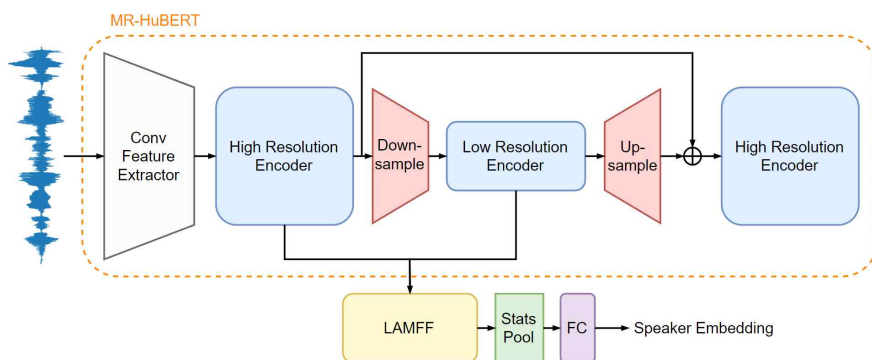 MR-HuBERT
Conv
Feature
Extractor
High Resolution
Encoder
Down-
sample
Low Resolution
Encoder
Up-
sample
High Resolution
Encoder
LAMFF
Stats
Pool
FC
Speaker Embedding